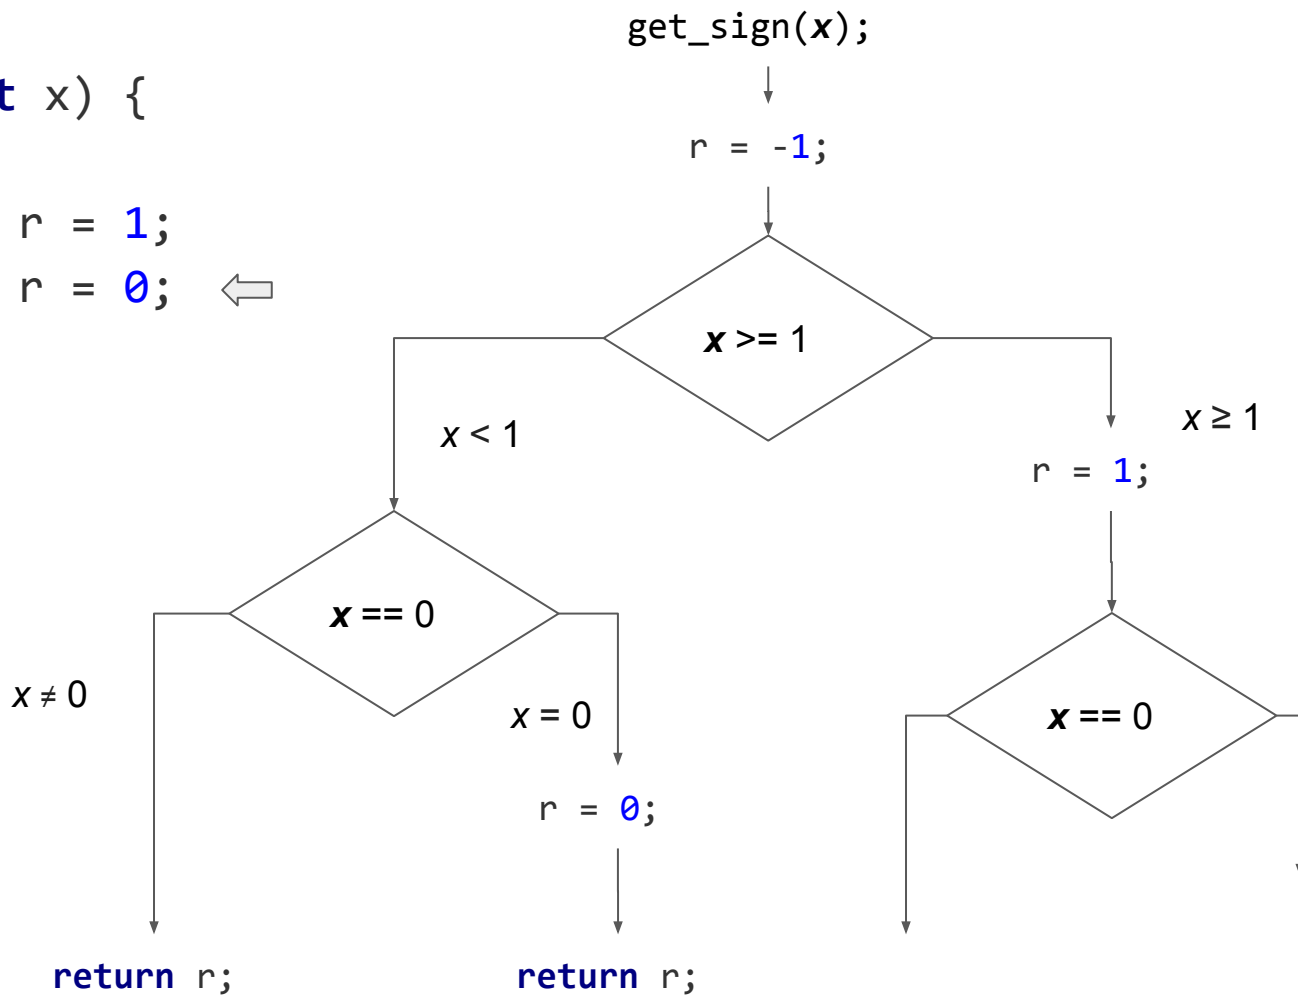 get_sign(x);
t x) {
r = -1;
r = 1;
r = 0;
x >= 1
x < 1
x ≥ 1
r = 1;
x == 0
x ≠ 0
x = 0
x == 0
r = 0;
return r;
return r;